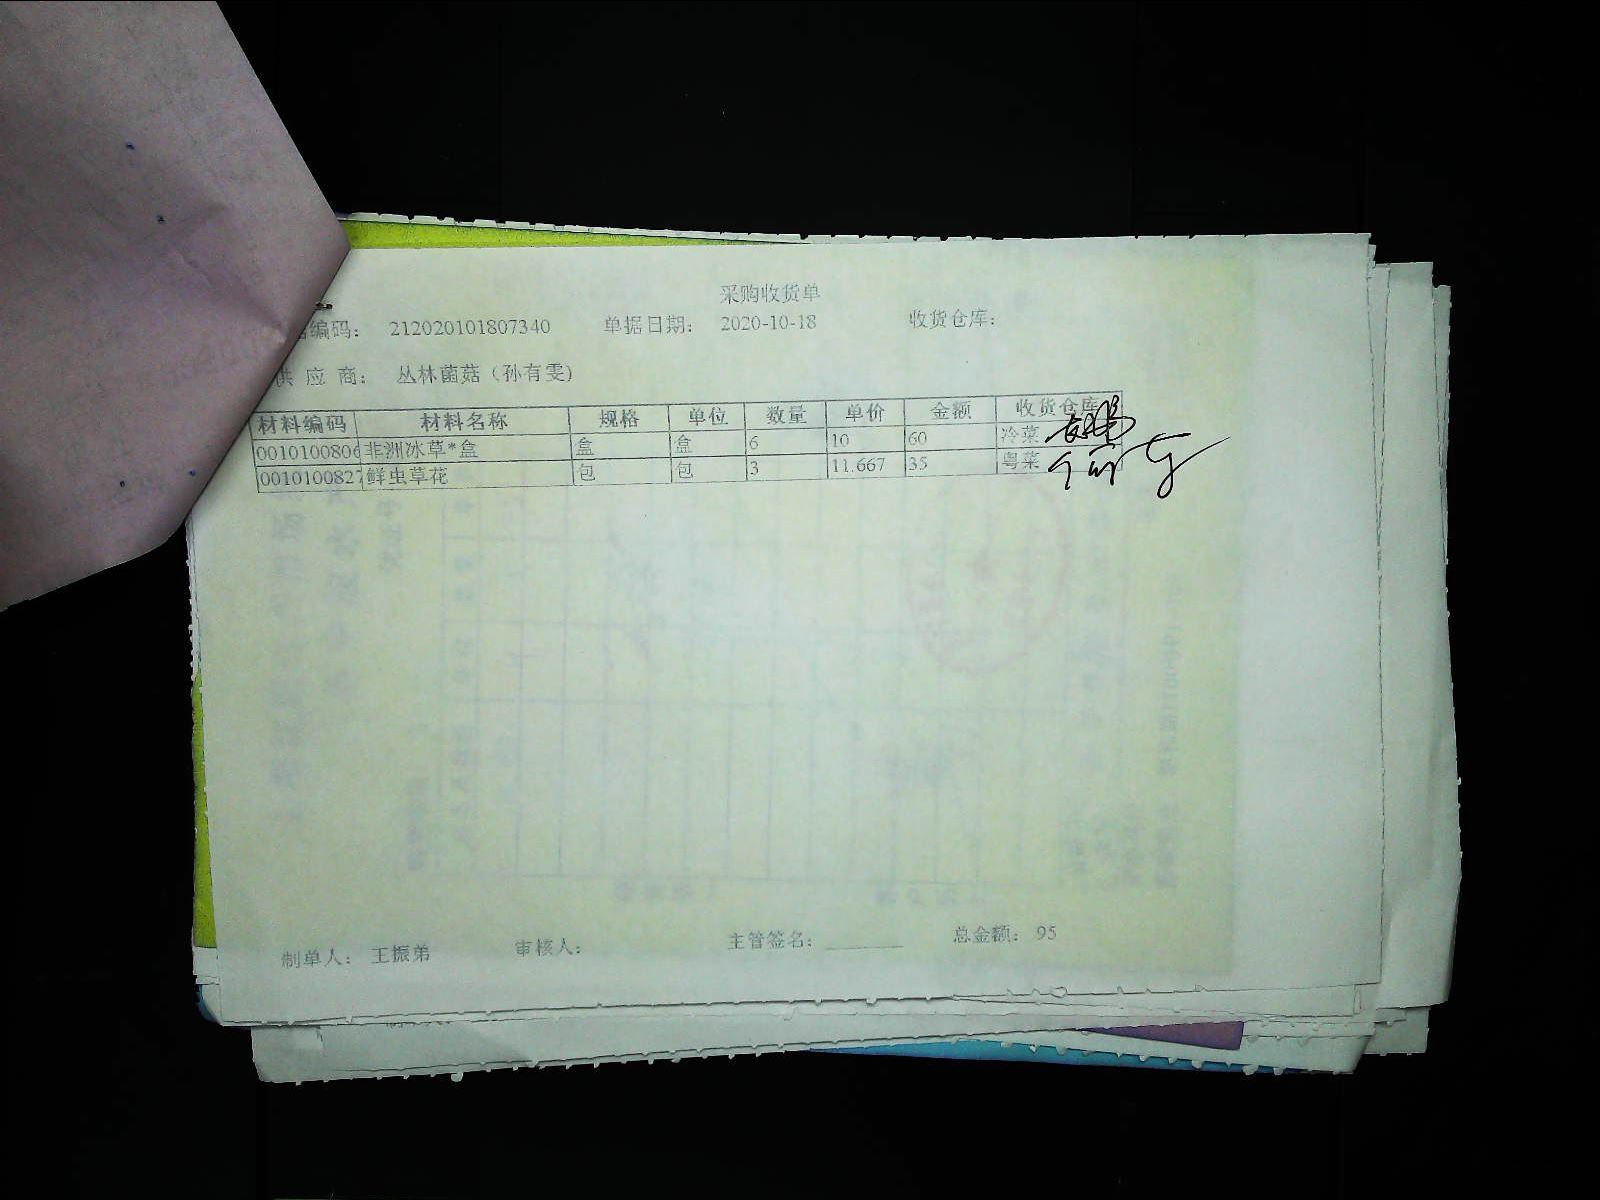 采购收货单
编码： 212020101807340 单据日期： 2020-10-18 收货仓库：
供 应 商： 丛林菌菇（孙有雯）
材料编码 材料名称 规格 单位 数量 单价 金额 收货仓库
0010100806 非洲冰草*盒 盒 盒 6 10 60 冷菜
0010100827 鲜虫草花 包 包 3 11.667 35 粤菜
制单人： 王振弟 审核人： 主管签名： 总金额： 95